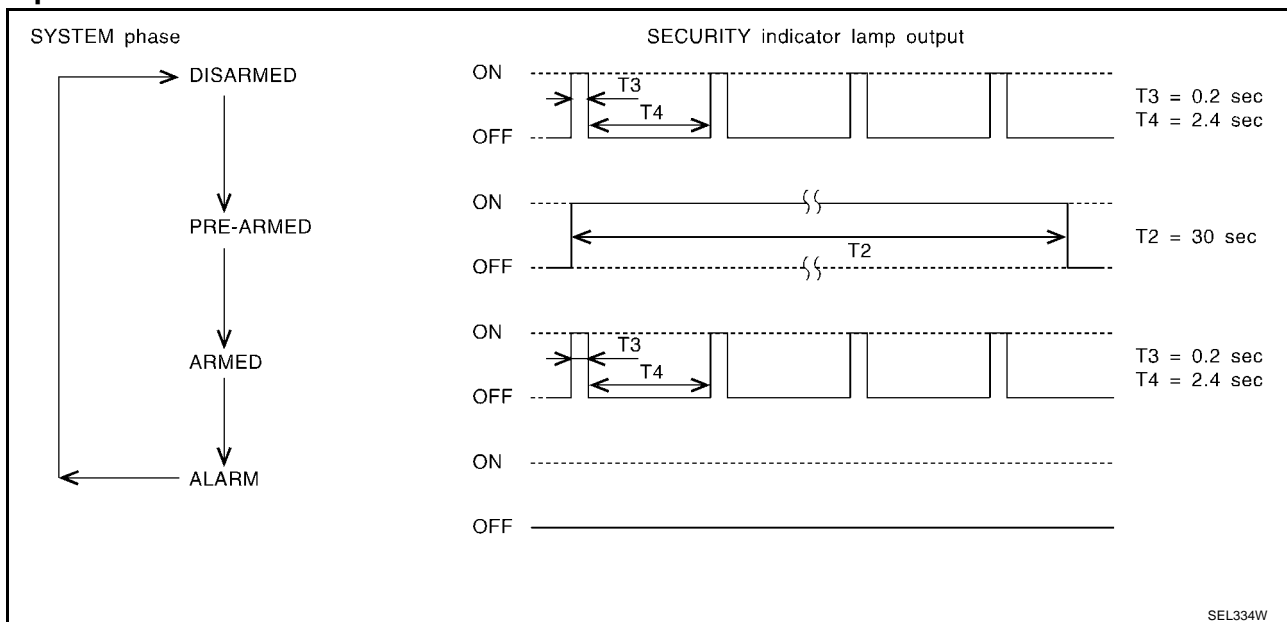 SYSTEM phase
SECURITY indicator lamp output
DISARMED
ON
T3
T4
OFF
T3 = 0.2 sec
T4 = 2.4 sec
PRE-ARMED
ON
T2
OFF
T2 = 30 sec
ARMED
ON
T3
T4
OFF
T3 = 0.2 sec
T4 = 2.4 sec
ALARM
ON
OFF
SEL334W